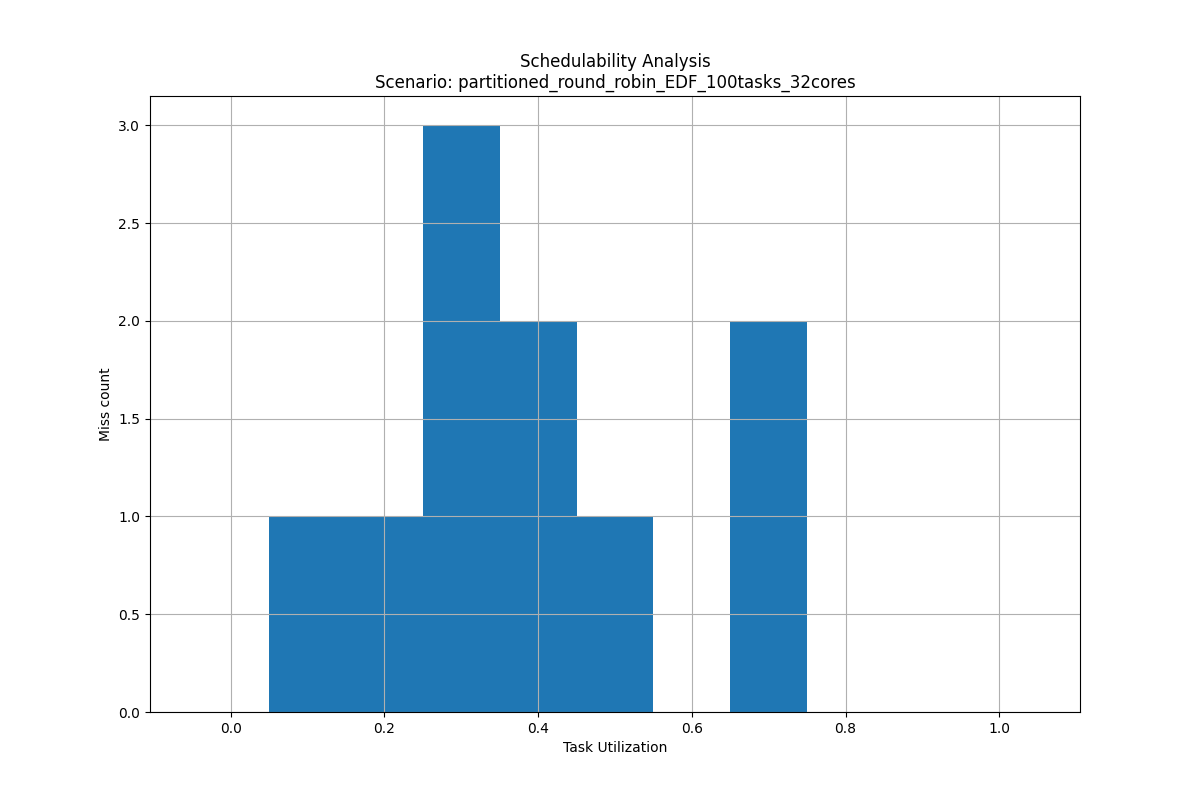 Schedulability Analysis
Scenario: partitioned_round_robin_EDF_100tasks_32cores
3.0
2.5
2.0
1.5
1.0
0.5
0.0
Miss count
0.0 0.2 0.4 0.6 0.8 1.0
Task Utilization